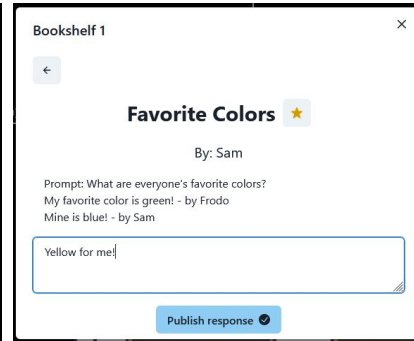 Bookshelf 1
Favorite Colors
By: Sam
Prompt: What are everyone's favorite colors?
My favorite color is green! - by Frodo
Mine is blue! - by Sam
Yellow for me!
Publish response